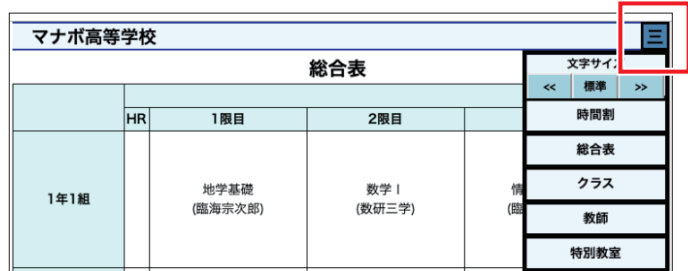 マナボ高等学校
三
総合表
文字サイズ
<< 標準 >>
HR 1限目 2限目
時間割
総合表
クラス
教師
特別教室
1年1組
地学基礎
(臨海宗次郎)
数学Ⅰ
(数研三学)
情
(臨